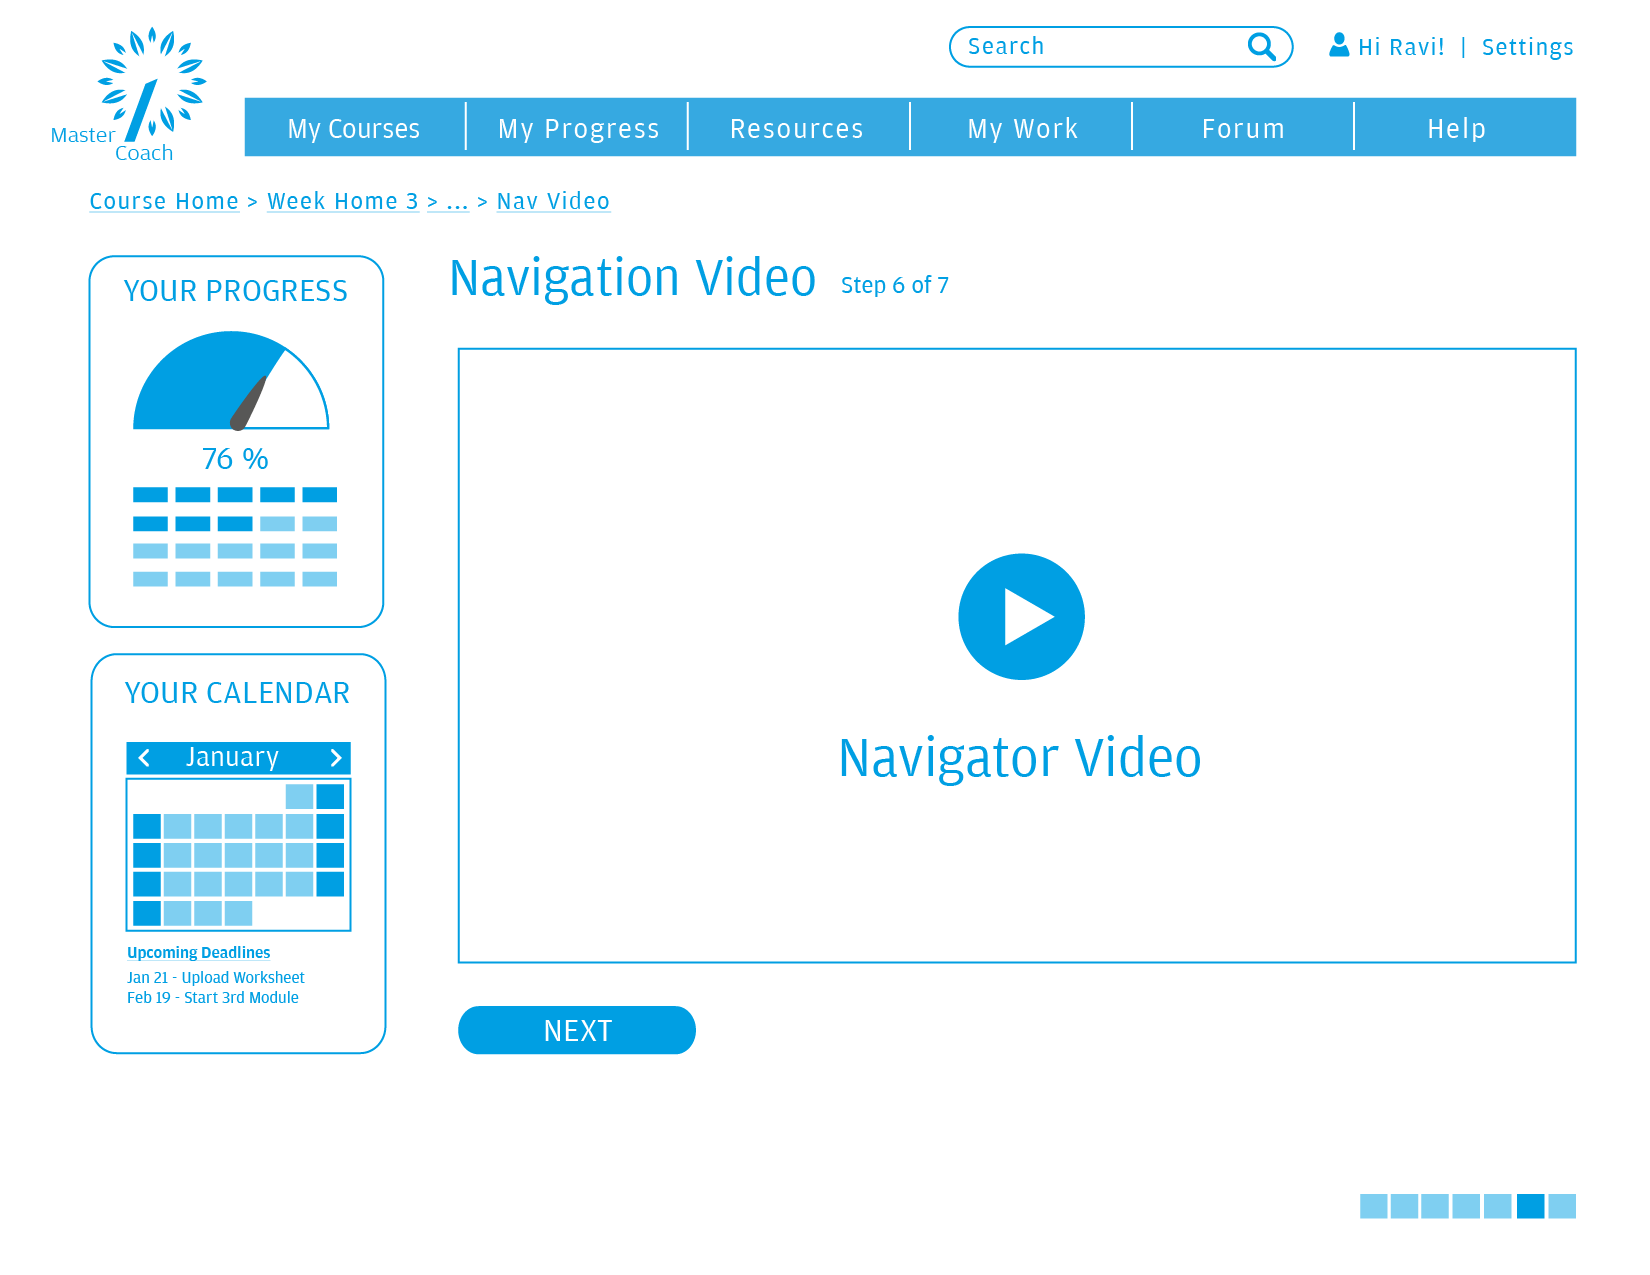 Search
Hi Ravi! | Settings
Master
Coach
My Courses
My Progress
Resources
My Work
Forum
Help
Course Home > Week Home 3 > ... > Nav Video
YOUR PROGRESS
76 %
Navigation Video Step 6 of 7
Navigator Video
YOUR CALENDAR
January
Upcoming Deadlines
Jan 21 - Upload Worksheet
Feb 19 - Start 3rd Module
NEXT